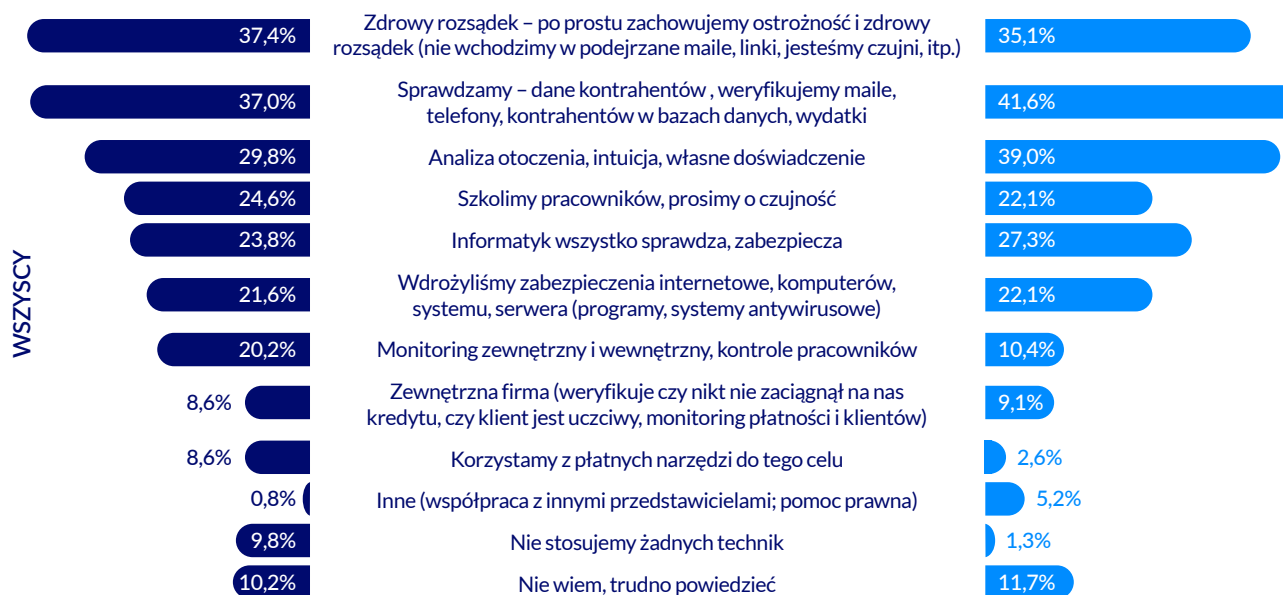 WSZYSCY
37,4%
Zdrowy rozsądek – po prostu zachowujemy ostrożność i zdrowy
rozsądek (nie wchodzimy w podejrzane maile, linki, jesteśmy czujni, itp.)
35,1%
37,0%
Sprawdzamy – dane kontrahentów , weryfikujemy maile,
telefony, kontrahentów w bazach danych, wydatki
41,6%
29,8%
Analiza otoczenia, intuicja, własne doświadczenie
39,0%
24,6%
Szkolimy pracowników, prosimy o czujność
22,1%
23,8%
Informatyk wszystko sprawdza, zabezpiecza
27,3%
21,6%
Wdrożyliśmy zabezpieczenia internetowe, komputerów,
systemu, serwera (programy, systemy antywirusowe)
22,1%
20,2%
Monitoring zewnętrzny i wewnętrzny, kontrole pracowników
10,4%
8,6%
Zewnętrzna firma (weryfikuje czy nikt nie zaciągnął na nas
kredytu, czy klient jest uczciwy, monitoring płatności i klientów)
9,1%
8,6%
Korzystamy z płatnych narzędzi do tego celu
2,6%
0,8%
Inne (współpraca z innymi przedstawicielami; pomoc prawna)
5,2%
9,8%
Nie stosujemy żadnych technik
1,3%
10,2%
Nie wiem, trudno powiedzieć
11,7%